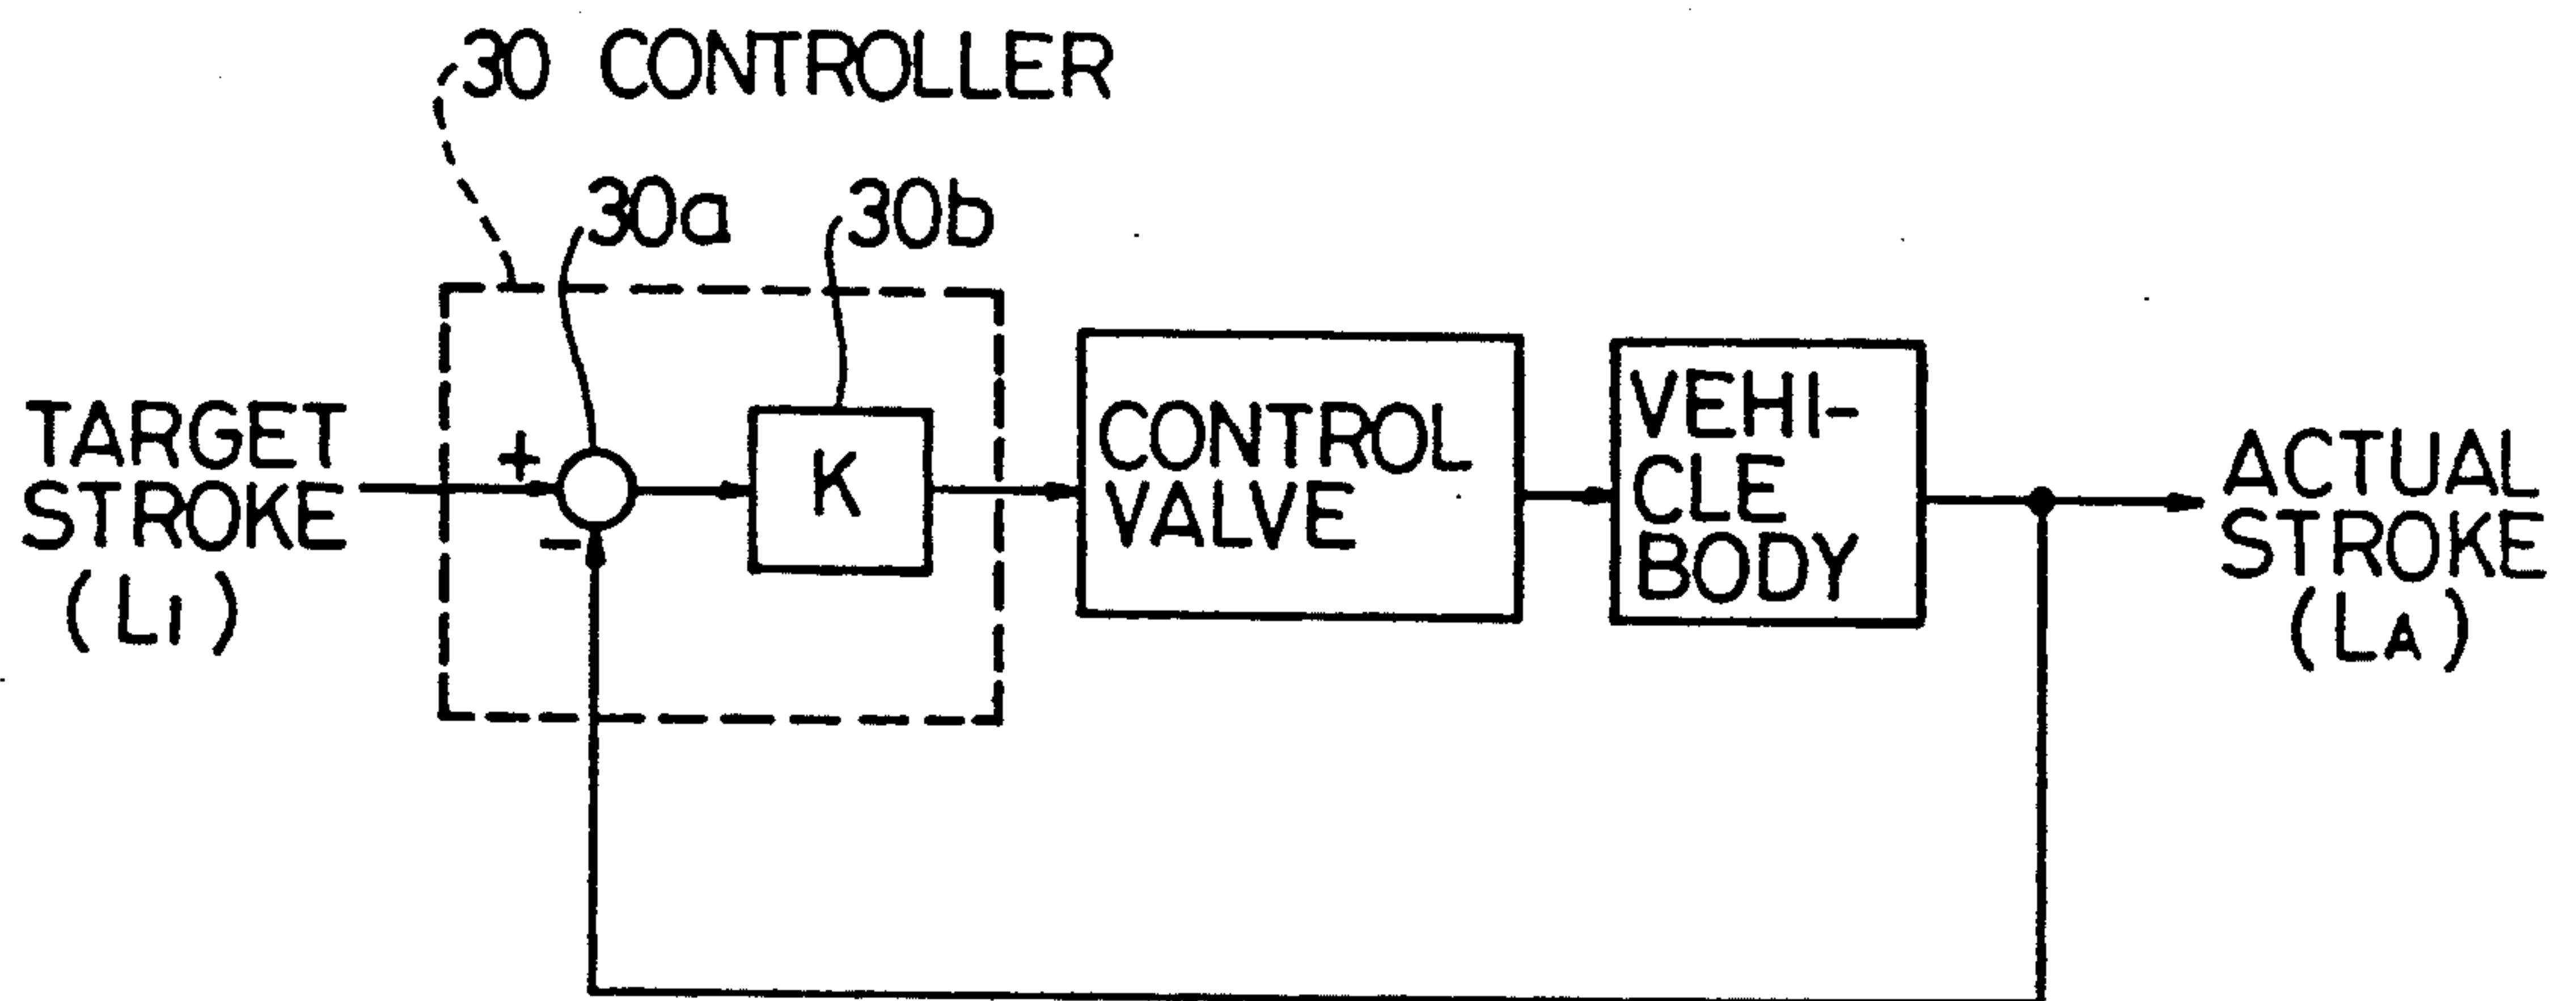 30 CONTROLLER
30a
30b
TARGET
STROKE
(LI)
+
-
K
CONTROL
VALVE
VEHI-
CLE
BODY
ACTUAL
STROKE
(LA)